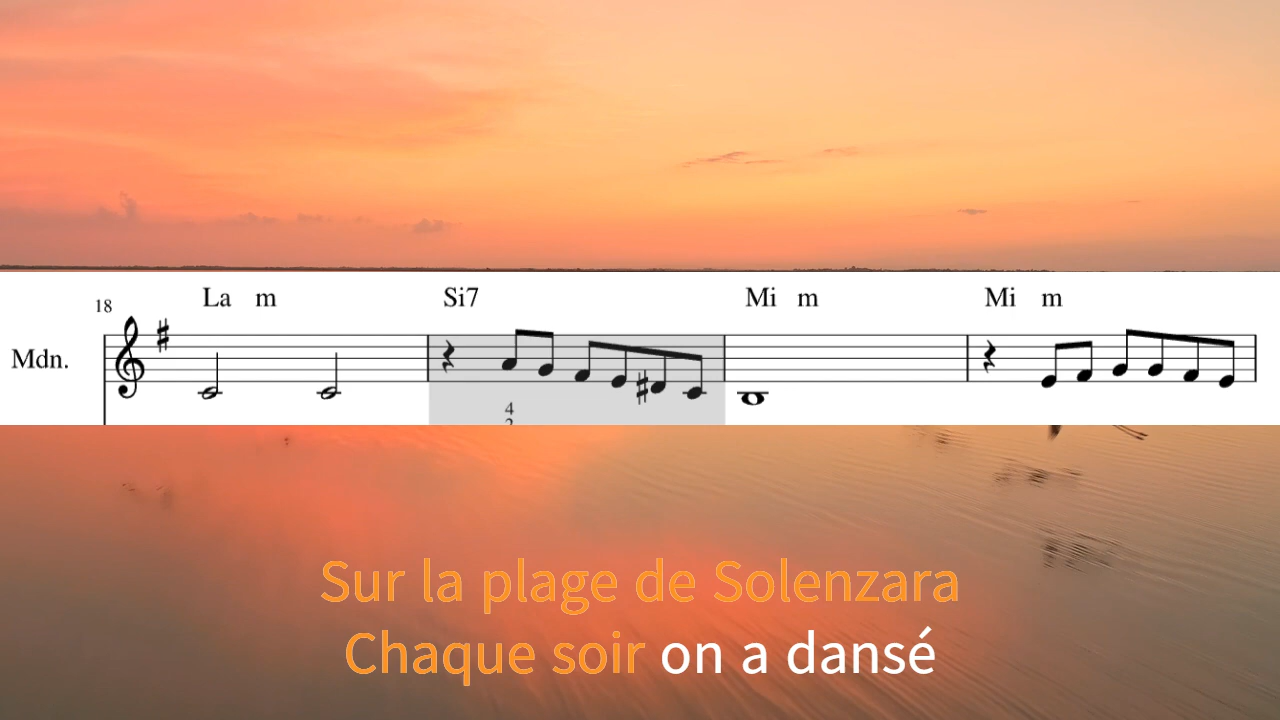 La m Si7 Mi m Mi m
18
Mdn.
4
Sur la plage de Solenzara
Chaque soir on a dansé